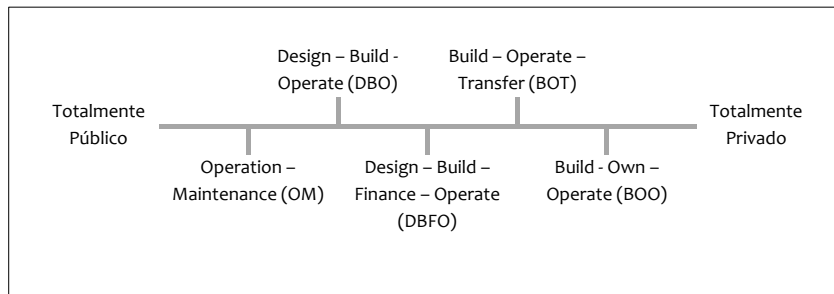 Design – Build -
Operate (DBO)
Build – Operate –
Transfer (BOT)
Totalmente
Público
Totalmente
Privado
Operation –
Maintenance (OM)
Design – Build –
Finance – Operate
(DBFO)
Build - Own –
Operate (BOO)